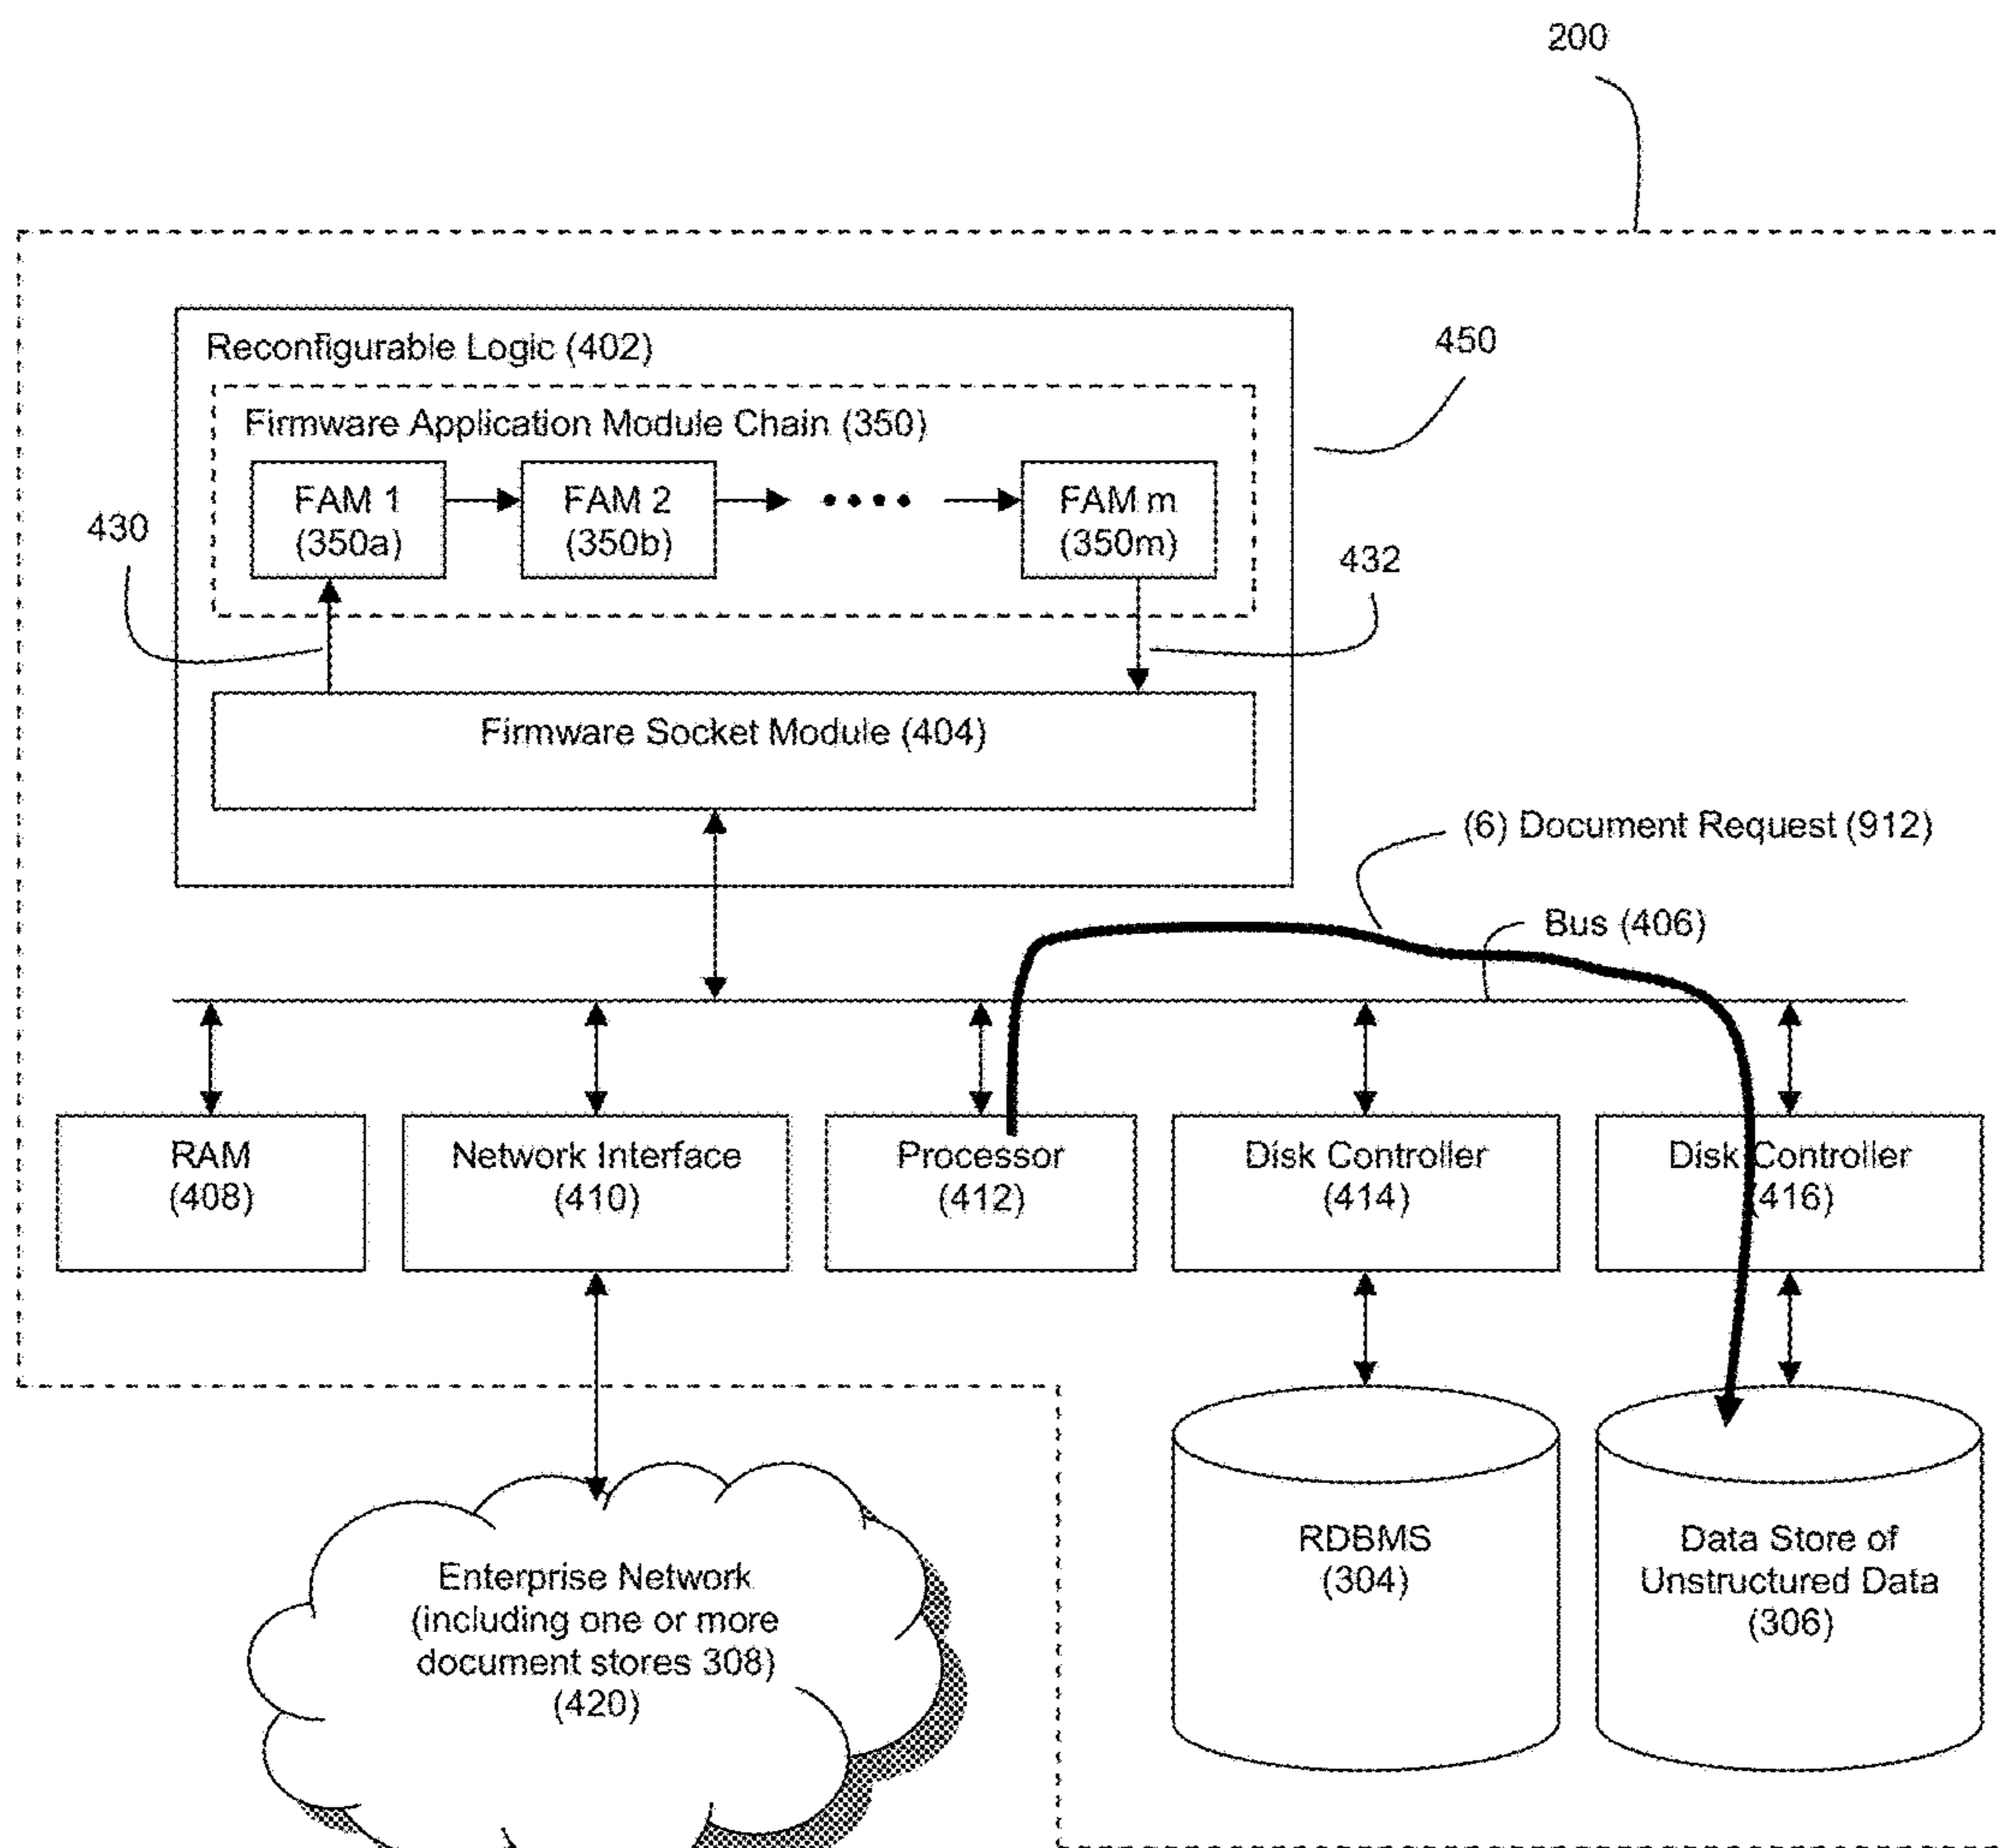 200
Reconfigurable Logic (402)
450
Firmware Application Module Chain (350)
FAM 1
(350a)
FAM 2
(350b)
FAM m
(350m)
430
432
Firmware Socket Module (404)
(6) Document Request (912)
Bus (406)
RAM
(408)
Network Interface
(410)
Processor
(412)
Disk Controller
(414)
Disk Controller
(416)
Enterprise Network
(including one or more
document stores 308)
(420)
RDBMS
(304)
Data Store of
Unstructured Data
(306)